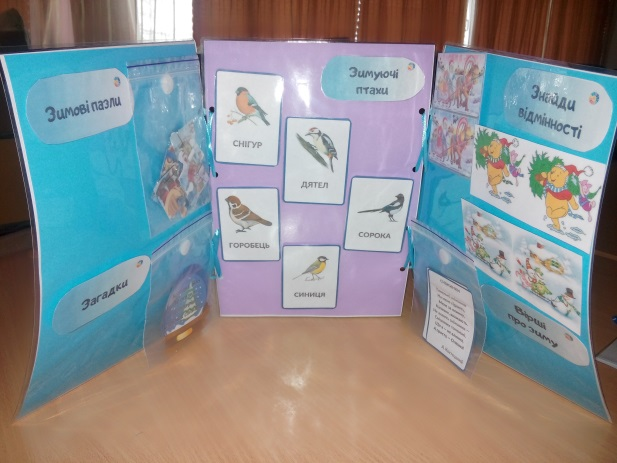 Зимові пазли
Загадки
Зимуючі
птахи
СНІГУР
ДЯТЕЛ
ГОРОБЕЦЬ
СОРОКА
СИНИЦЯ
Знайди
відмінності
Вірші
про зиму